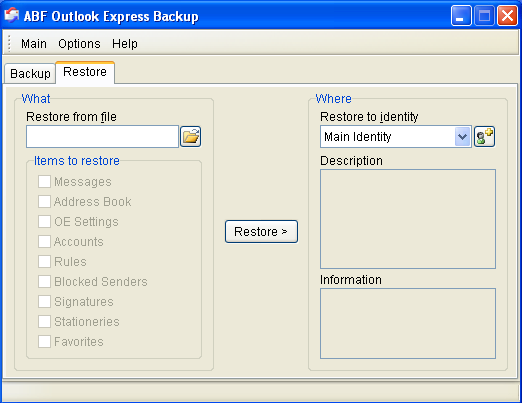 ABF Outlook Express Backup
Main Options Help
Backup Restore
What
Restore from file
Items to restore
Messages
Address Book
OE Settings
Accounts
Rules
Blocked Senders
Signatures
Stationeries
Favorites
Restore >
Where
Restore to identity
Main Identity
Description
Information